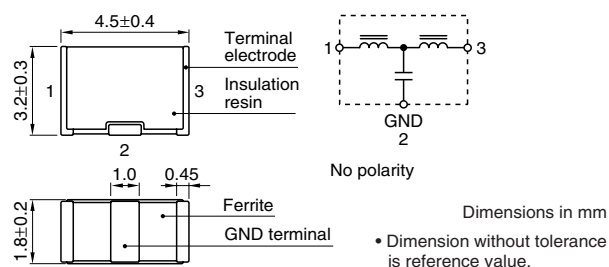 4.5±0.4
Terminal
electrode
Insulation
resin
3.2±0.3
1
3
2
1
3
GND
2
No polarity
1.0
0.45
1.8±0.2
Ferrite
GND terminal
Dimensions in mm
• Dimension without tolerance
is reference value.